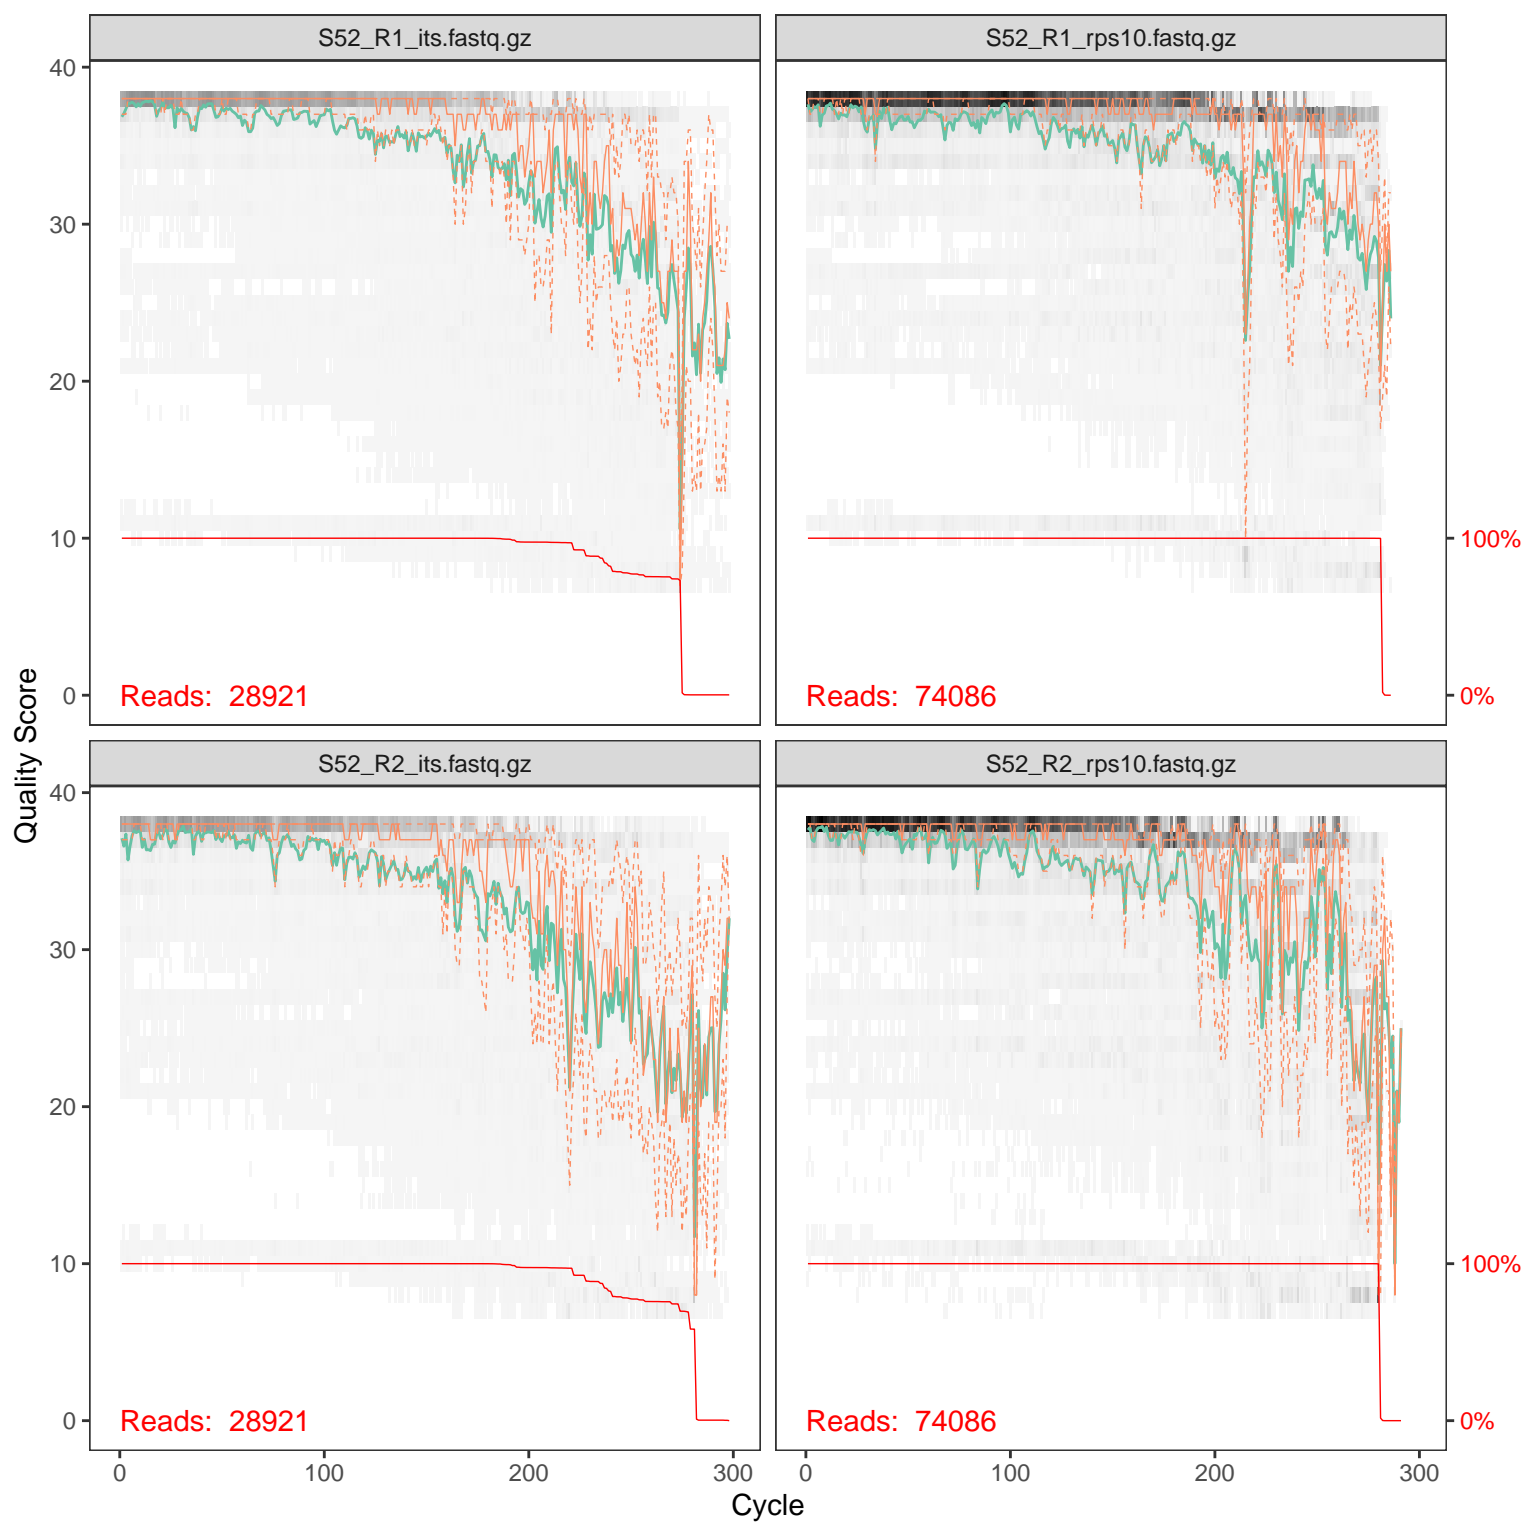 S52_R1_its.fastq.gz
S52_R1_rps10.fastq.gz
40
30
20
10
0
100%
0%
Reads: 28921
Reads: 74086
Quality Score
S52_R2_its.fastq.gz
S52_R2_rps10.fastq.gz
40
30
20
10
0
100%
0%
Reads: 28921
Reads: 74086
0 100 200 300
0 100 200 300
Cycle